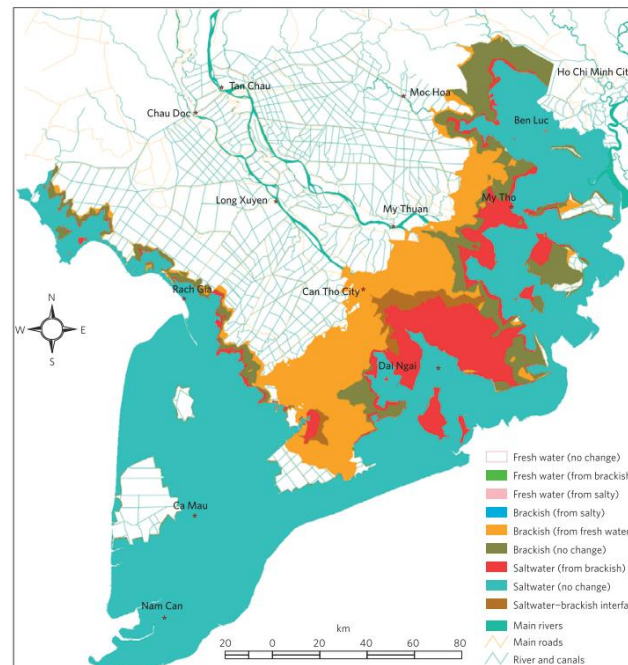 Ho Chi Minh City
Tan Chau
Moc Hoa
Chau Doc
Ben Luc
Long Xuyen
My Tho
My Thuan
Rach Gia
Can Tho City
N
W E
S
Dai Ngai
Ca Mau
Nam Can
Fresh water (no change)
Fresh water (from brackish)
Fresh water (from salty)
Brackish (from salty)
Brackish (from fresh water
Brackish (no change)
Saltwater (from brackish)
Saltwater (no change)
Saltwater–brackish interfa
Main rivers
Main roads
River and canals
km
20 0 20 40 60 80